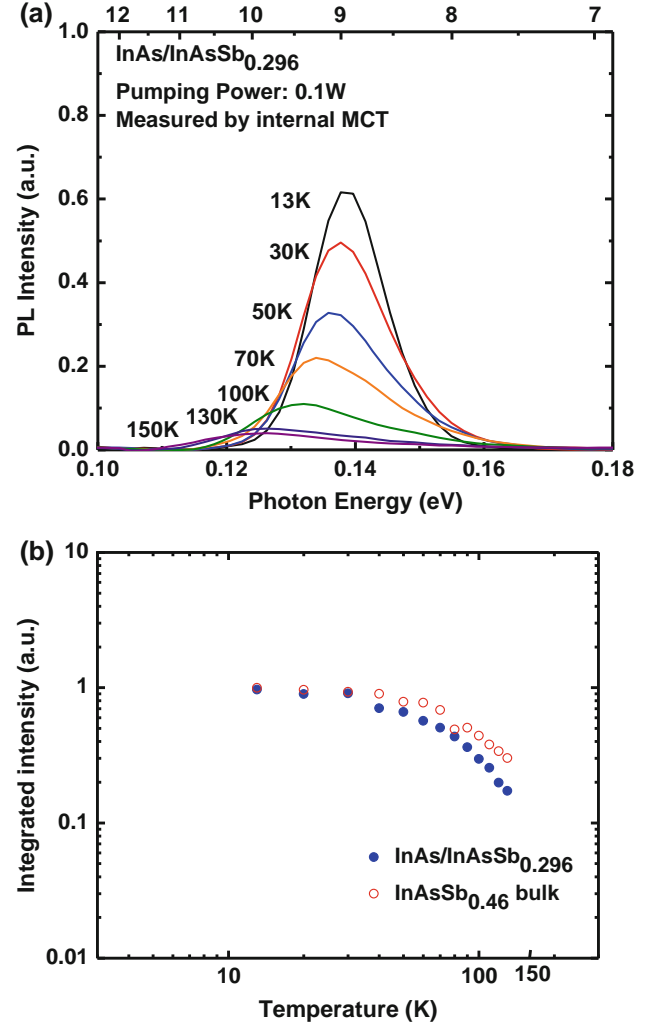 (a)
12 11 10 9 8 7
1.0
0.8
0.6
0.4
0.2
0.0
PL Intensity (a.u.)
InAs/InAsSb0.296
Pumping Power: 0.1W
Measured by internal MCT
13K
30K
50K
70K
100K
130K
150K
0.10 0.12 0.14 0.16 0.18
Photon Energy (eV)
(b)
10
1
0.1
0.01
Integrated intensity (a.u.)
InAs/InAsSb0.296
InAsSb0.46 bulk
10 100 150
Temperature (K)